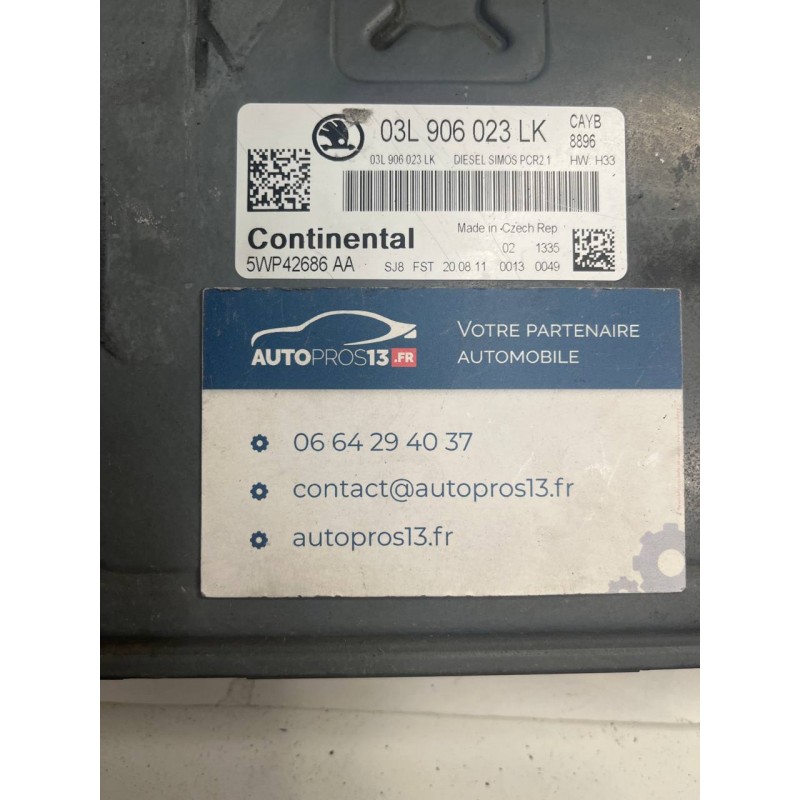 03L 906 023 LK
CAYB
8896
03L 906 023 LK DIESEL SIMOS PCR2 1 HW H33
Continental
Made in Czech Rep
02 1335
5WP42686 AA
SJ8 FST 20 08 11 0013 0049
AUTOPROS13.FR
VOTRE PARTENAIRE
AUTOMOBILE
06 64 29 40 37
contact@autopros13.fr
autopros13.fr